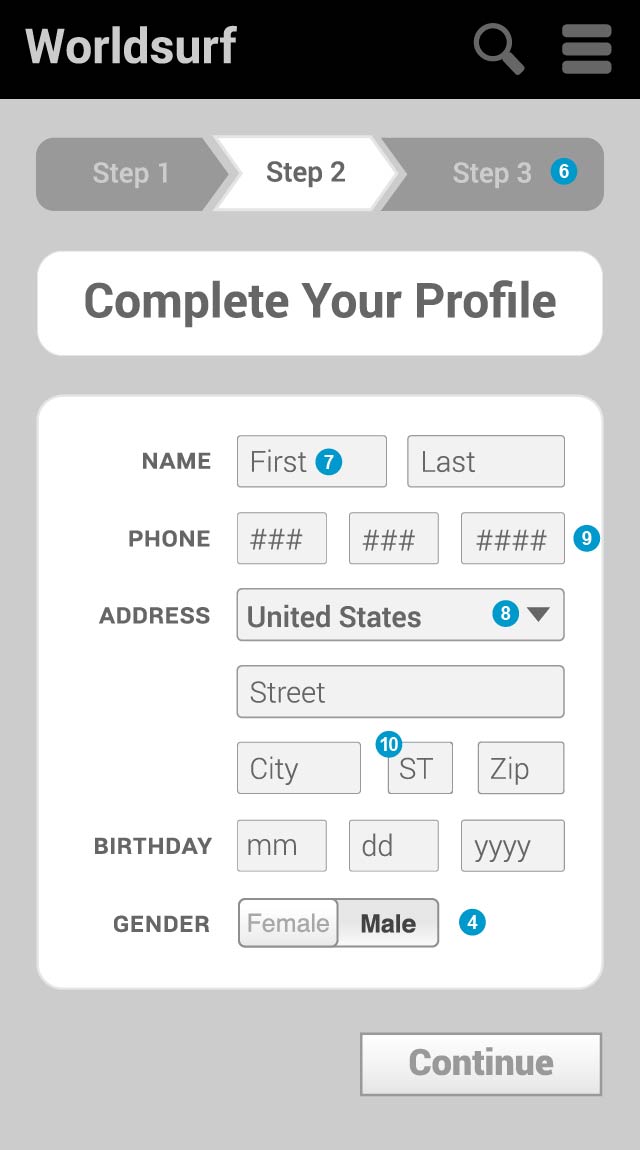 Worldsurf
Step 1 Step 2 Step 3 6
Complete Your Profile
NAME First 7 Last
PHONE ### ### #### 9
ADDRESS United States 8
Street
10
City ST Zip
BIRTHDAY mm dd yyyy
GENDER Female Male 4
Continue